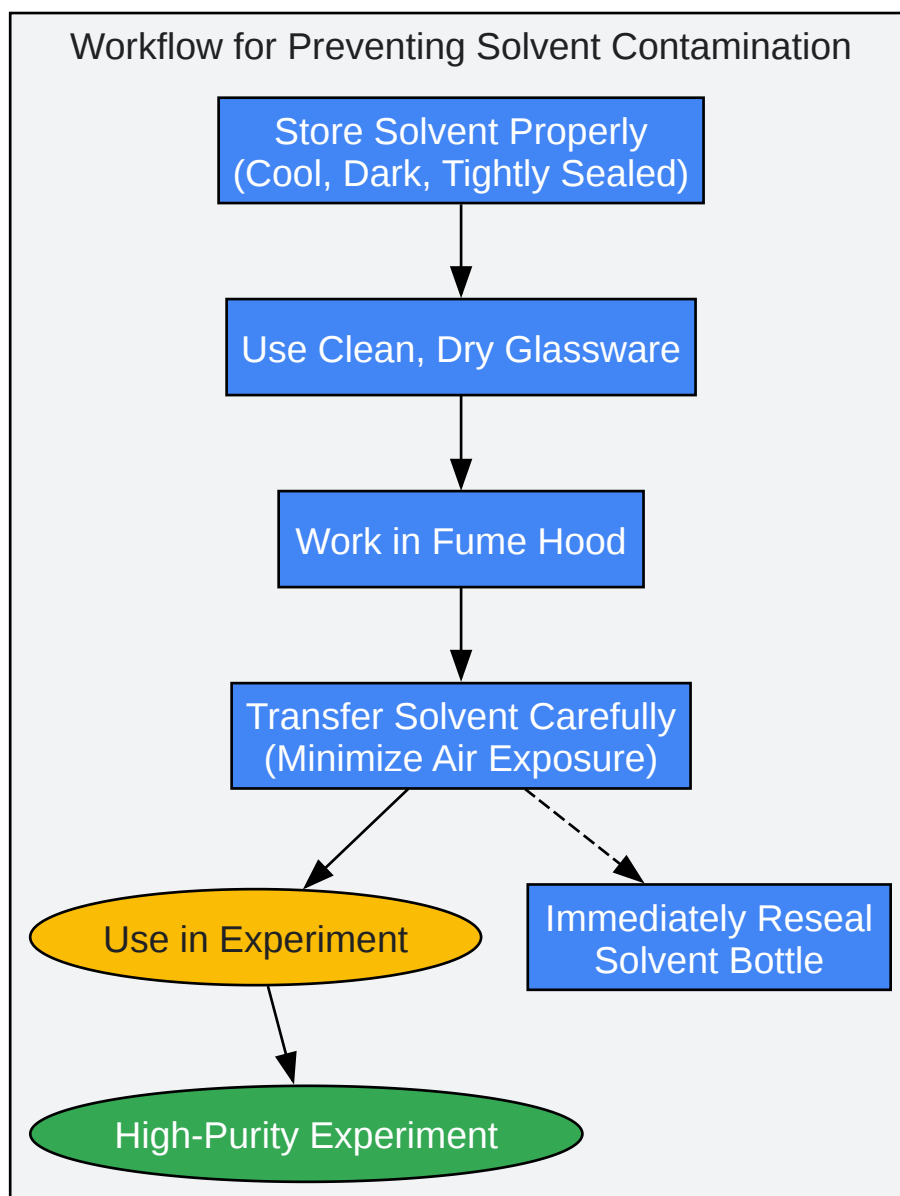 Workflow for Preventing Solvent Contamination
Store Solvent Properly
(Cool, Dark, Tightly Sealed)
Use Clean, Dry Glassware
Work in Fume Hood
Transfer Solvent Carefully
(Minimize Air Exposure)
Use in Experiment
Immediately Reseal
Solvent Bottle
High-Purity Experiment